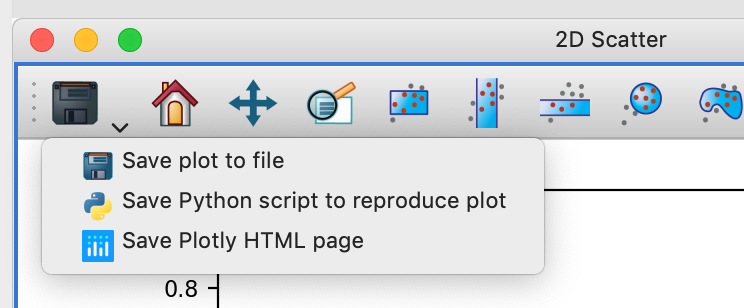 2D Scatter
Save plot to file
Save Python script to reproduce plot
Save Plotly HTML page
0.8